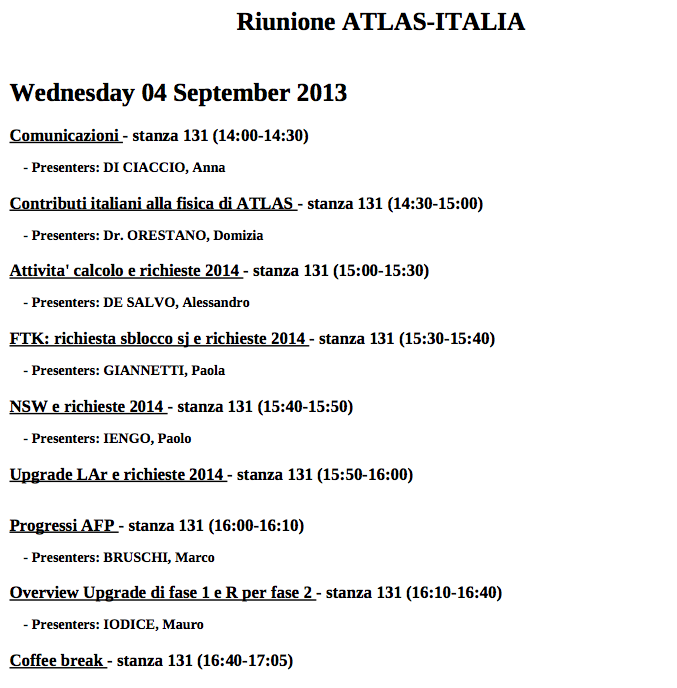 Riunione ATLAS-ITALIA
Wednesday 04 September 2013
Comunicazioni - stanza 131 (14:00-14:30)
- Presenters: DI CIACCIO, Anna
Contributi italiani alla fisica di ATLAS - stanza 131 (14:30-15:00)
- Presenters: Dr. ORESTANO, Domizia
Attivita' calcolo e richieste 2014 - stanza 131 (15:00-15:30)
- Presenters: DE SALVO, Alessandro
FTK: richiesta sblocco sj e richieste 2014 - stanza 131 (15:30-15:40)
- Presenters: GIANNETTI, Paola
NSW e richieste 2014 - stanza 131 (15:40-15:50)
- Presenters: IENGO, Paolo
Upgrade LAr e richieste 2014 - stanza 131 (15:50-16:00)
Progressi AFP - stanza 131 (16:00-16:10)
- Presenters: BRUSCHI, Marco
Overview Upgrade di fase 1 e R per fase 2 - stanza 131 (16:10-16:40)
- Presenters: IODICE, Mauro
Coffee break - stanza 131 (16:40-17:05)